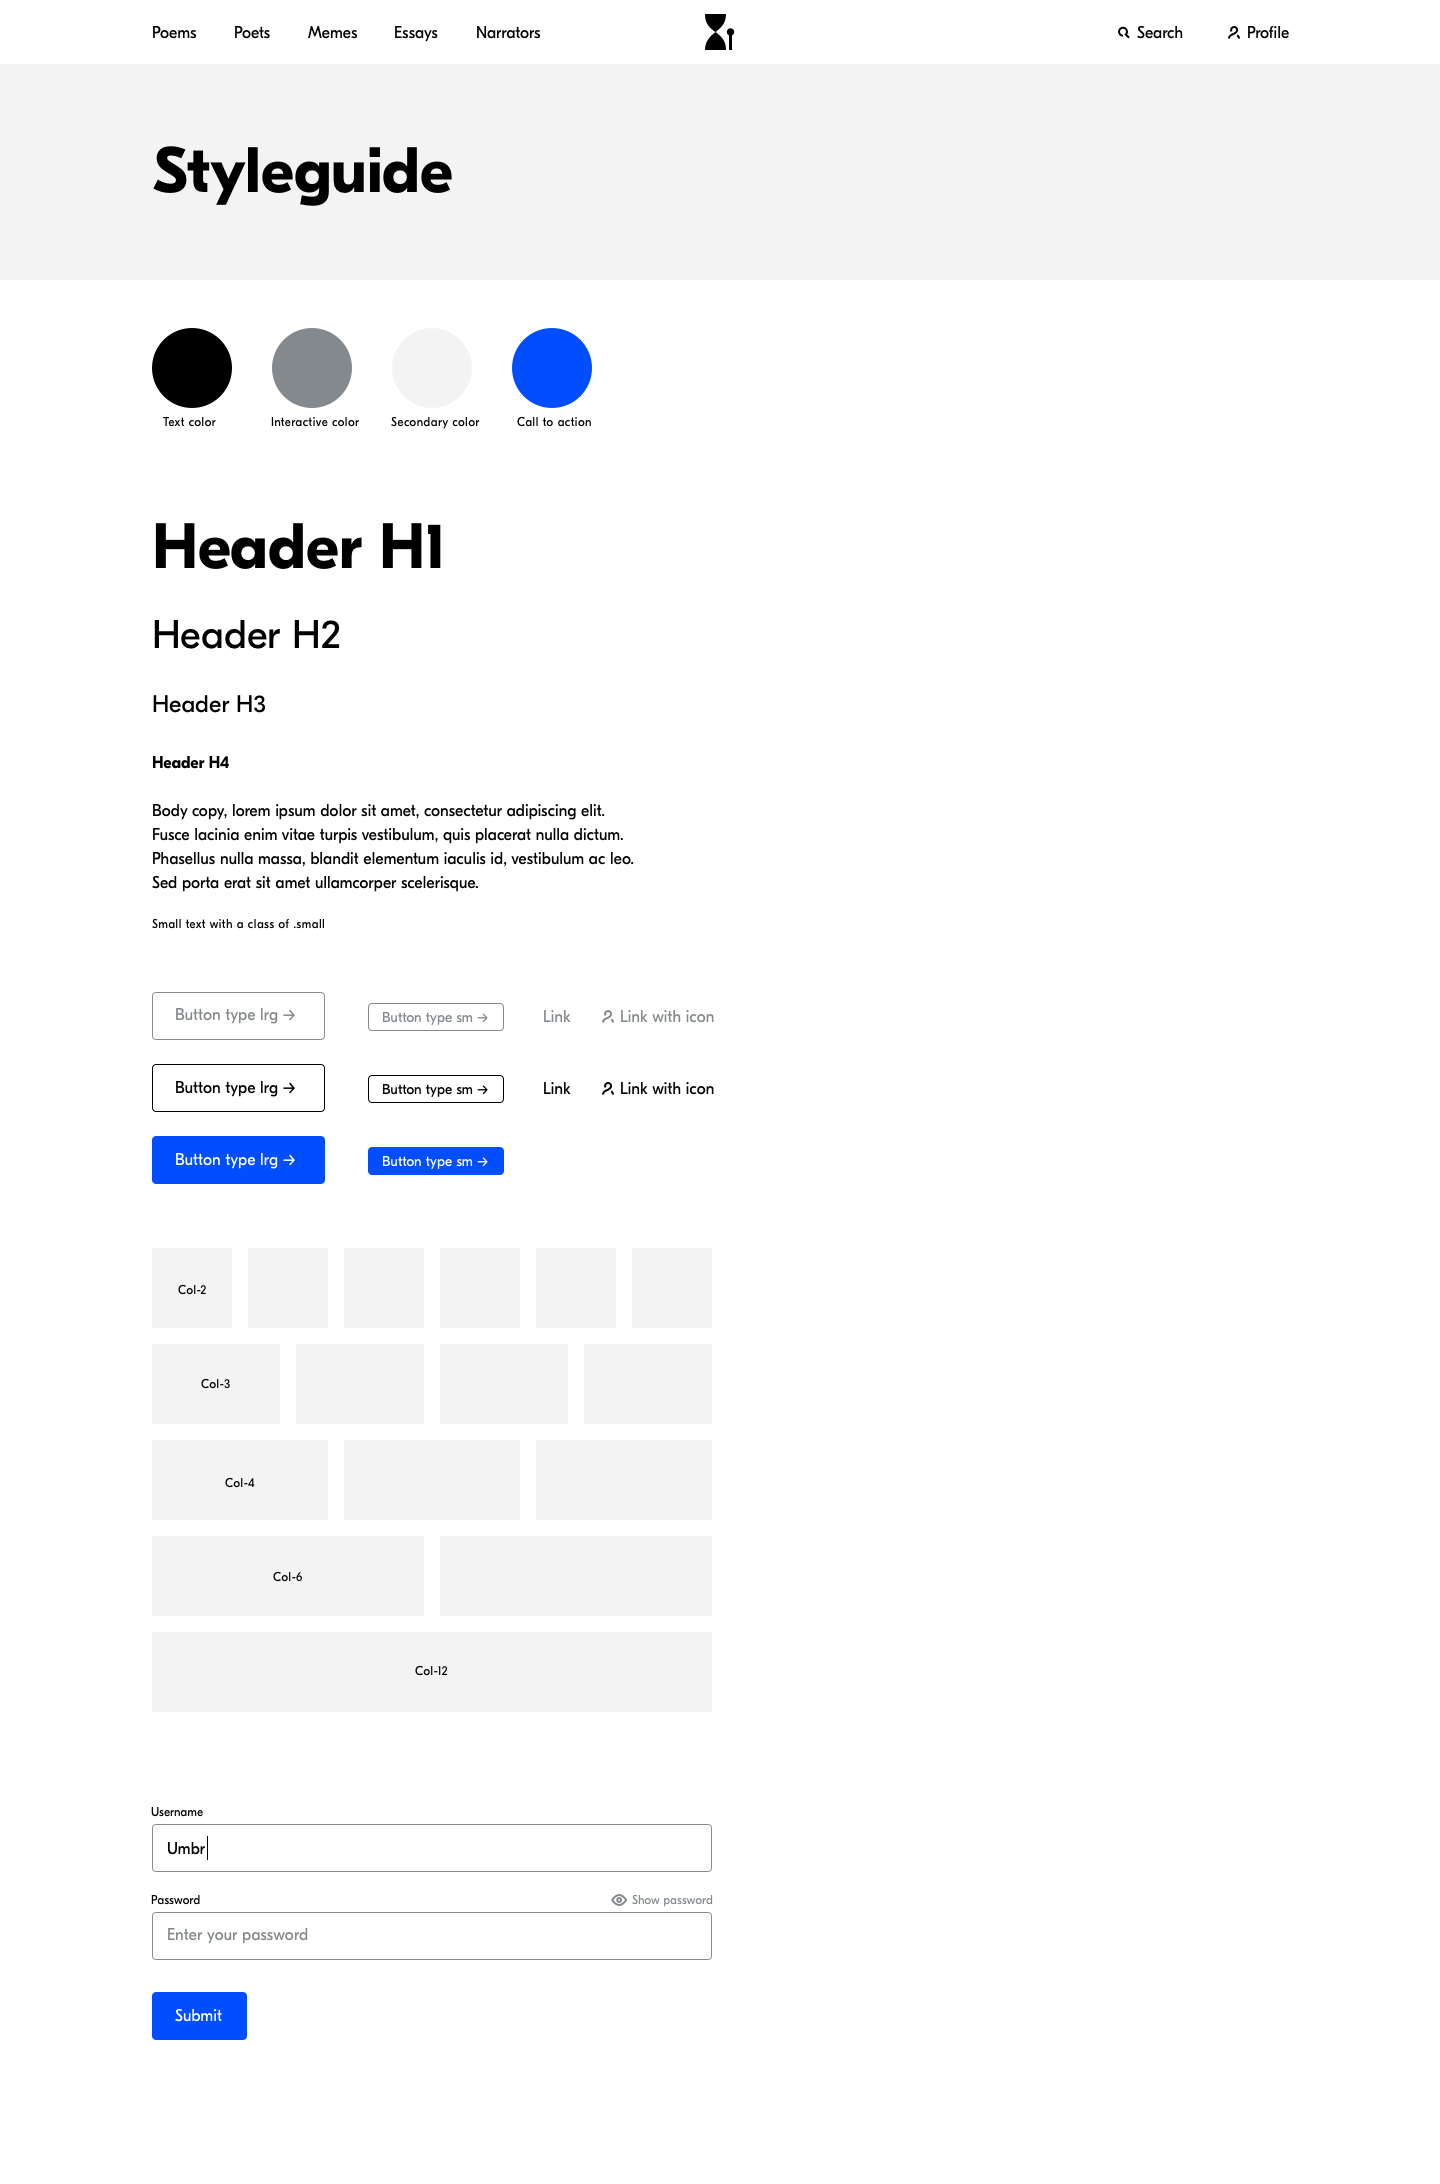 Poems Poets Memes Essays Narrators Search Profile
Styleguide
Text color Interactive color Secondary color Call to action
Header H1
Header H2
Header H3
Header H4
Body copy, lorem ipsum dolor sit amet, consectetur adipiscing elit.
Fusce lacinia enim vitae turpis vestibulum, quis placerat nulla dictum.
Phasellus nulla massa, blandit elementum iaculis id, vestibulum ac leo.
Sed porta erat sit amet ullamcorper scelerisque.
Small text with a class of .small
Button type lrg → Button type sm → Link Link with icon
Button type lrg → Button type sm → Link Link with icon
Button type lrg → Button type sm →
Col-2
Col-3
Col-4
Col-6
Col-12
Username
Umbr
Password Show password
Enter your password
Submit